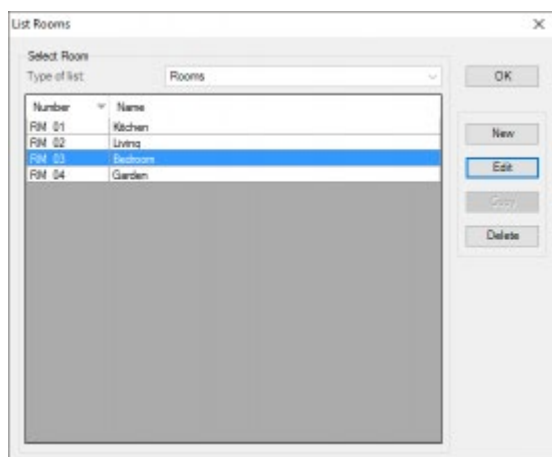 List Rooms
Select Room
Type of list: Rooms
OK
Number Name
RM 01 Kitchen
RM 02 Living
RM 03 Bedroom
RM 04 Garden
New
Edit
Copy
Delete